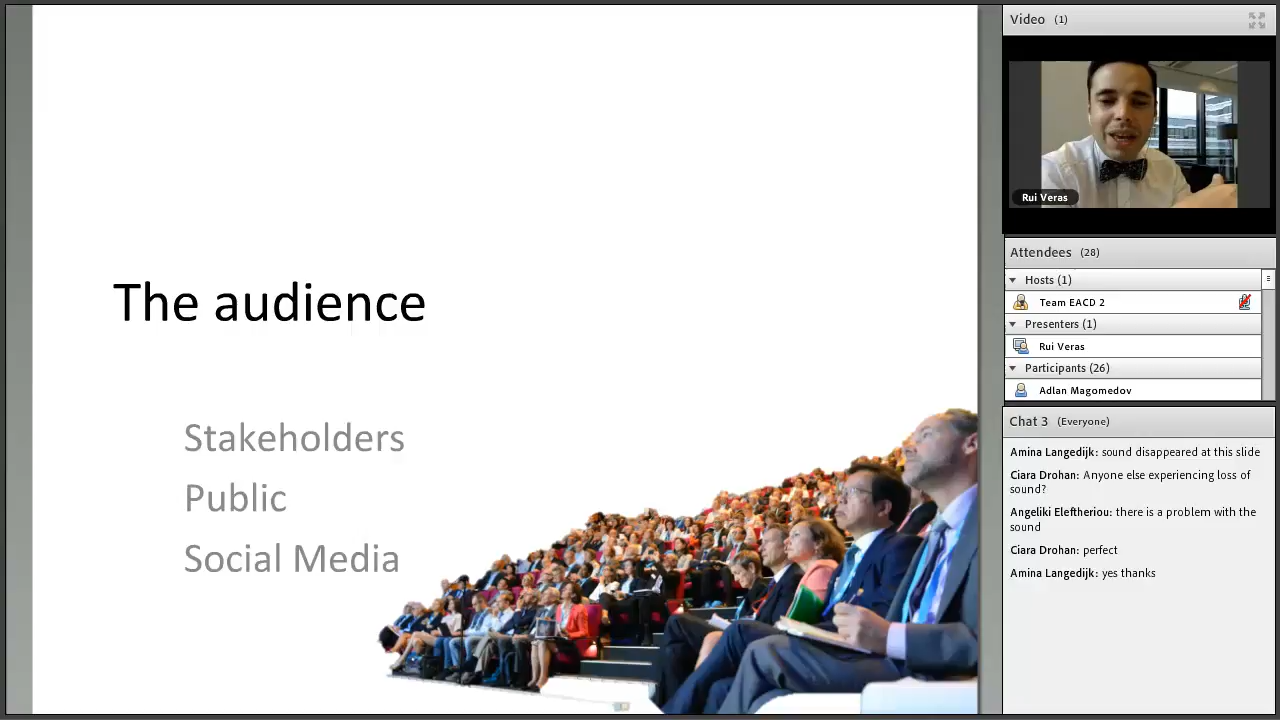 The audience
Stakeholders
Public
Social Media
Video (1)
Rui Veras
Attendees (28)
Hosts (1)
Team EACD 2
Presenters (1)
Rui Veras
Participants (26)
Adlan Magomedov
Chat 3 (Everyone)
Amina Langedijk: sound disappeared at this slide
Ciara Drohan: Anyone else experiencing loss of
sound?
Angeliki Eleftheriou: there is a problem with the
sound
Ciara Drohan: perfect
Amina Langedijk: yes thanks